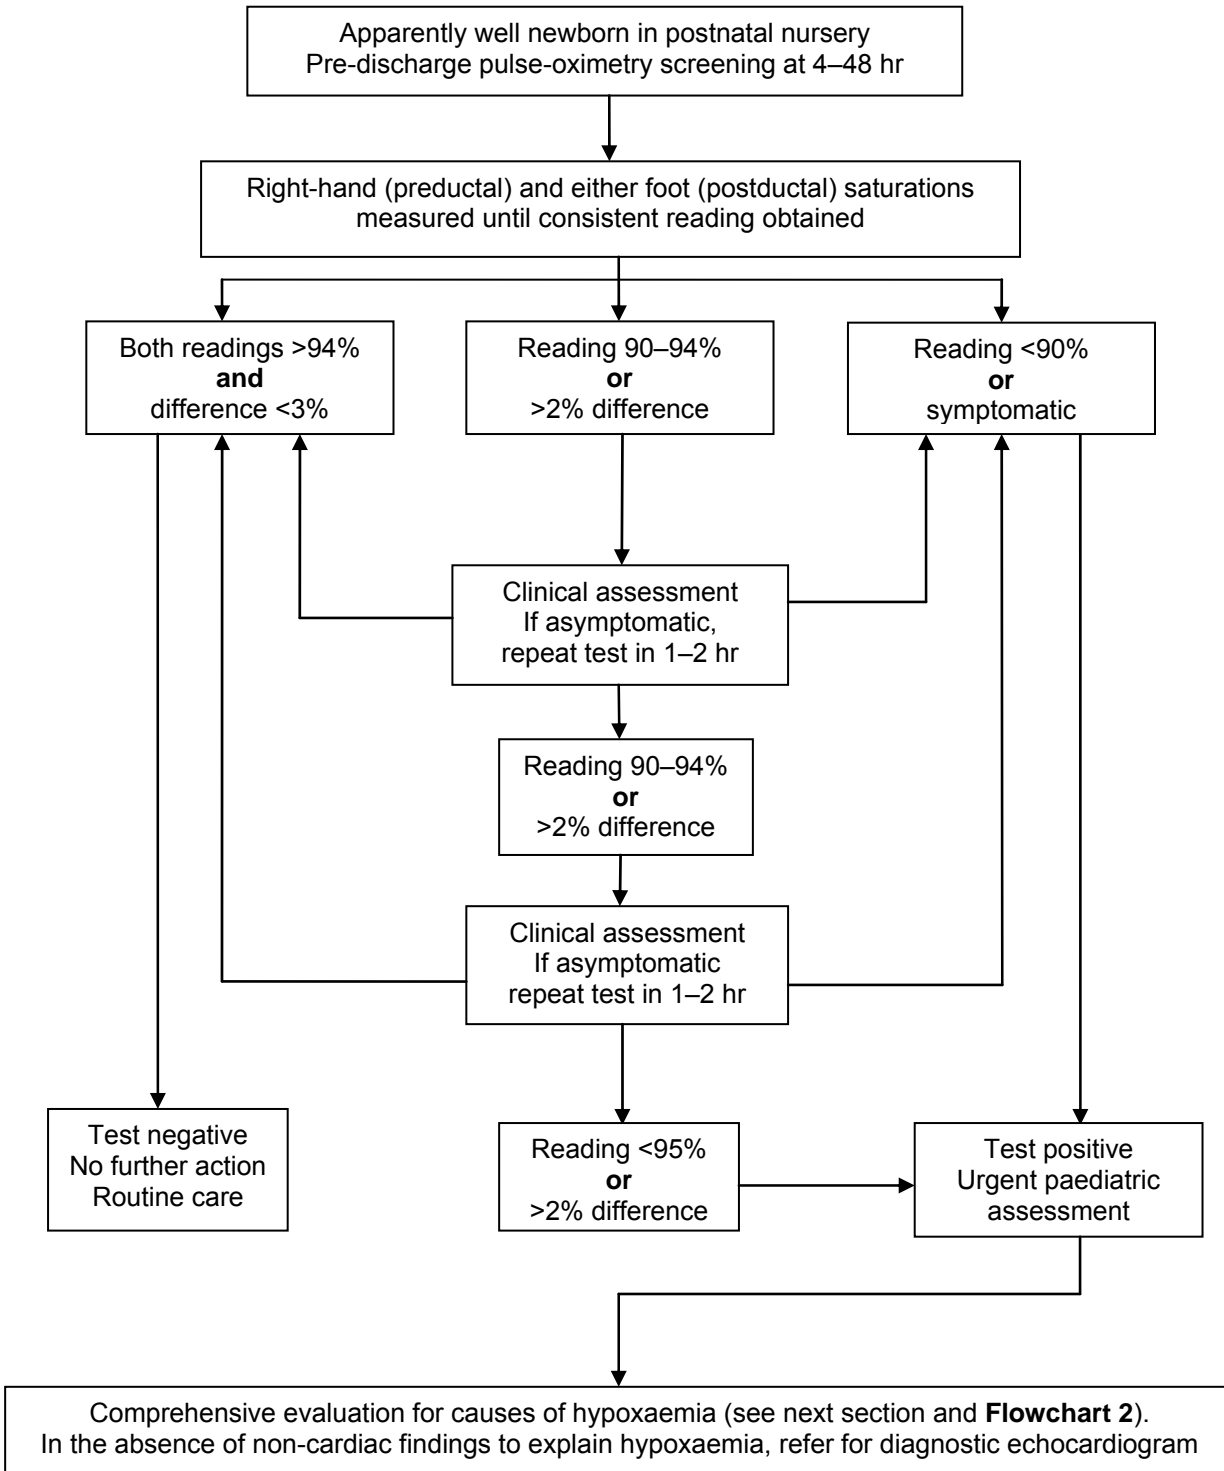 Apparently well newborn in postnatal nursery
Pre-discharge pulse-oximetry screening at 4–48 hr
Right-hand (preductal) and either foot (postductal) saturations
measured until consistent reading obtained
Both readings >94%
and
difference <3%
Reading 90–94%
or
>2% difference
Reading <90%
or
symptomatic
Clinical assessment
If asymptomatic,
repeat test in 1–2 hr
Reading 90–94%
or
>2% difference
Clinical assessment
If asymptomatic
repeat test in 1–2 hr
Test negative
No further action
Routine care
Reading <95%
or
>2% difference
Test positive
Urgent paediatric
assessment
Comprehensive evaluation for causes of hypoxaemia (see next section and Flowchart 2).
In the absence of non-cardiac findings to explain hypoxaemia, refer for diagnostic echocardiogram